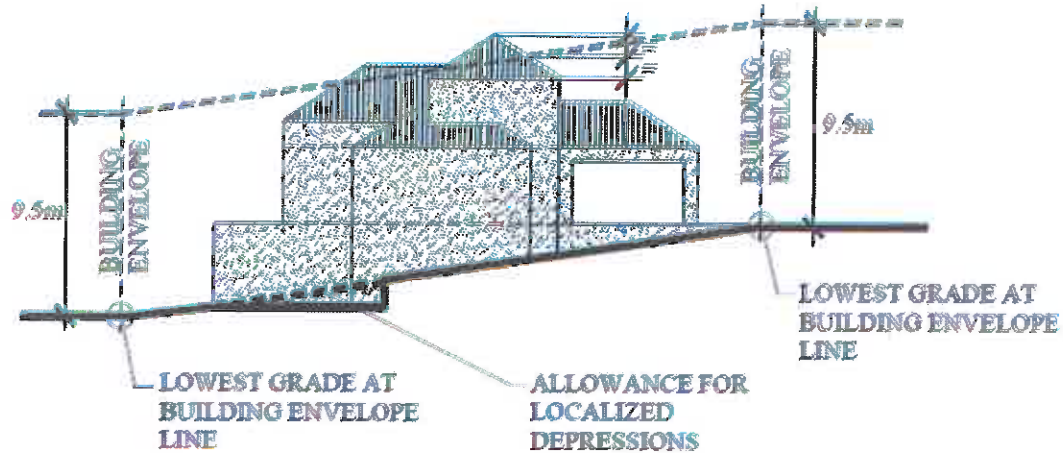 BUILDING
ENVELOPE
9.5m
BUILDING
ENVELOPE
9.5m
LOWEST GRADE AT
BUILDING ENVELOPE
LINE
ALLOWANCE FOR
LOCALIZED
DEPRESSIONS
LOWEST GRADE AT
BUILDING ENVELOPE
LINE